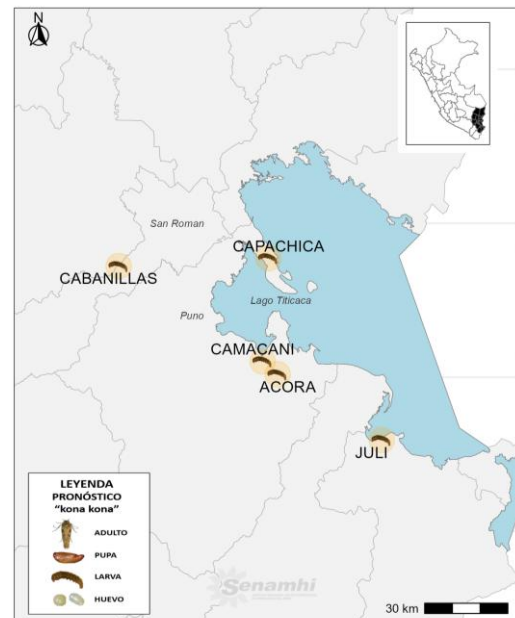 N
San Roman
CAPACHICA
CABANILLAS
Lago Titicaca
Puno
CAMACANI
ACORA
JULI
LEYENDA
PRONÓSTICO
“kona kona”
ADULTO
PUPA
LARVA
HUEVO
Senamhi
30 km